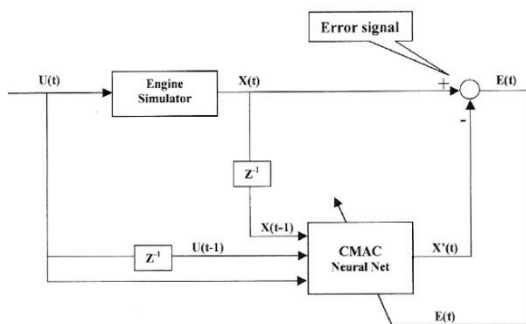 Error signal
U(t)
Engine
Simulator
X(t)
+
E(t)
-
Z⁻¹
X(t-1)
Z⁻¹
U(t-1)
CMAC
Neural Net
X'(t)
E(t)